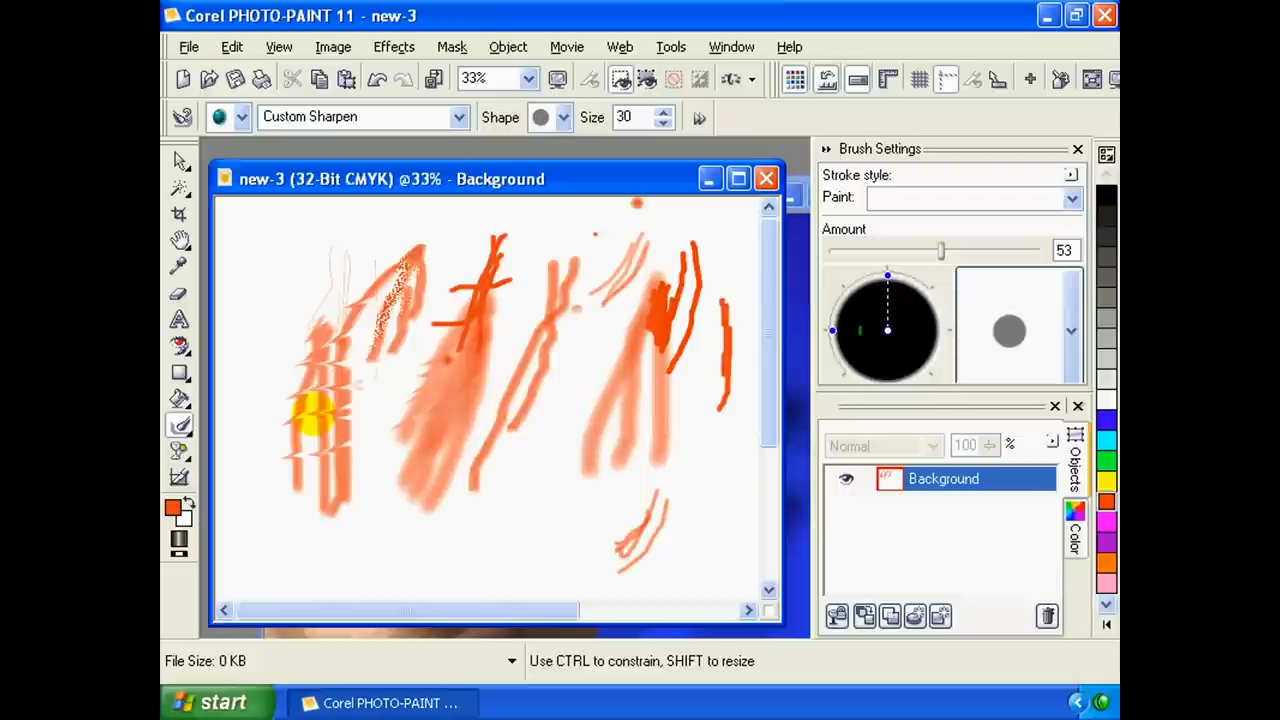 Corel PHOTO-PAINT 11 - new-3
File Edit View Image Effects Mask Object Movie Web Tools Window Help
33%
Custom Sharpen Shape Size 30
Brush Settings
new-3 (32-Bit CMYK) @33% - Background
Stroke style:
Paint:
Amount
53
Normal 100 %
Background
Objects
Color
File Size: 0 KB Use CTRL to constrain, SHIFT to resize
start Corel PHOTO-PAINT ...